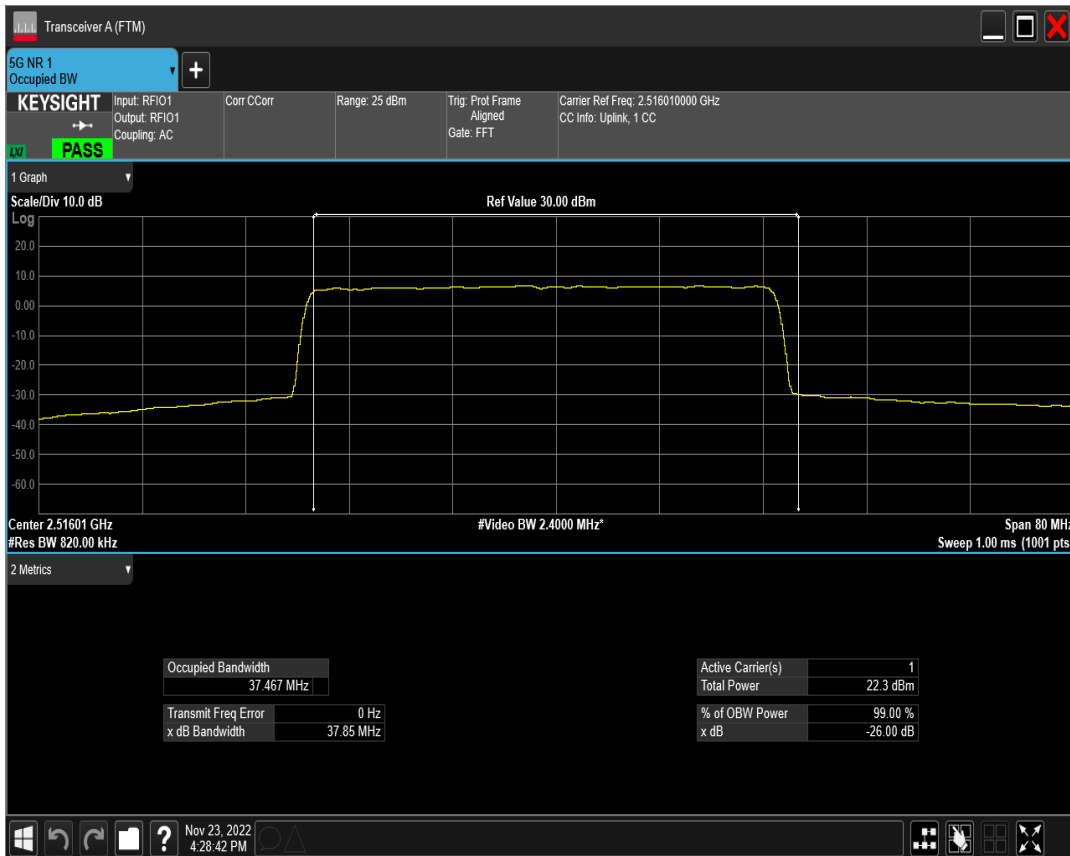 Transceiver A (FTM)
5G NR 1
Occupied BW
+
KEYSIGHT
LXI
PASS
Input: RFIO1
Output: RFIO1
Coupling: AC
Corr CCorr
Range: 25 dBm
Trig: Prot Frame
Aligned
Gate: FFT
Carrier Ref Freq: 2.516010000 GHz
CC Info: Uplink, 1 CC
1 Graph
Scale/Div 10.0 dB
Ref Value 30.00 dBm
Log
20.0
10.0
0.00
-10.0
-20.0
-30.0
-40.0
-50.0
-60.0
Center 2.51601 GHz
#Video BW 2.4000 MHz*
Span 80 MHz
#Res BW 820.00 kHz
Sweep 1.00 ms (1001 pts
2 Metrics
Occupied Bandwidth
37.467 MHz
Transmit Freq Error 0 Hz
x dB Bandwidth 37.85 MHz
Active Carrier(s) 1
Total Power 22.3 dBm
% of OBW Power 99.00 %
x dB -26.00 dB
?
Nov 23, 2022
4:28:42 PM